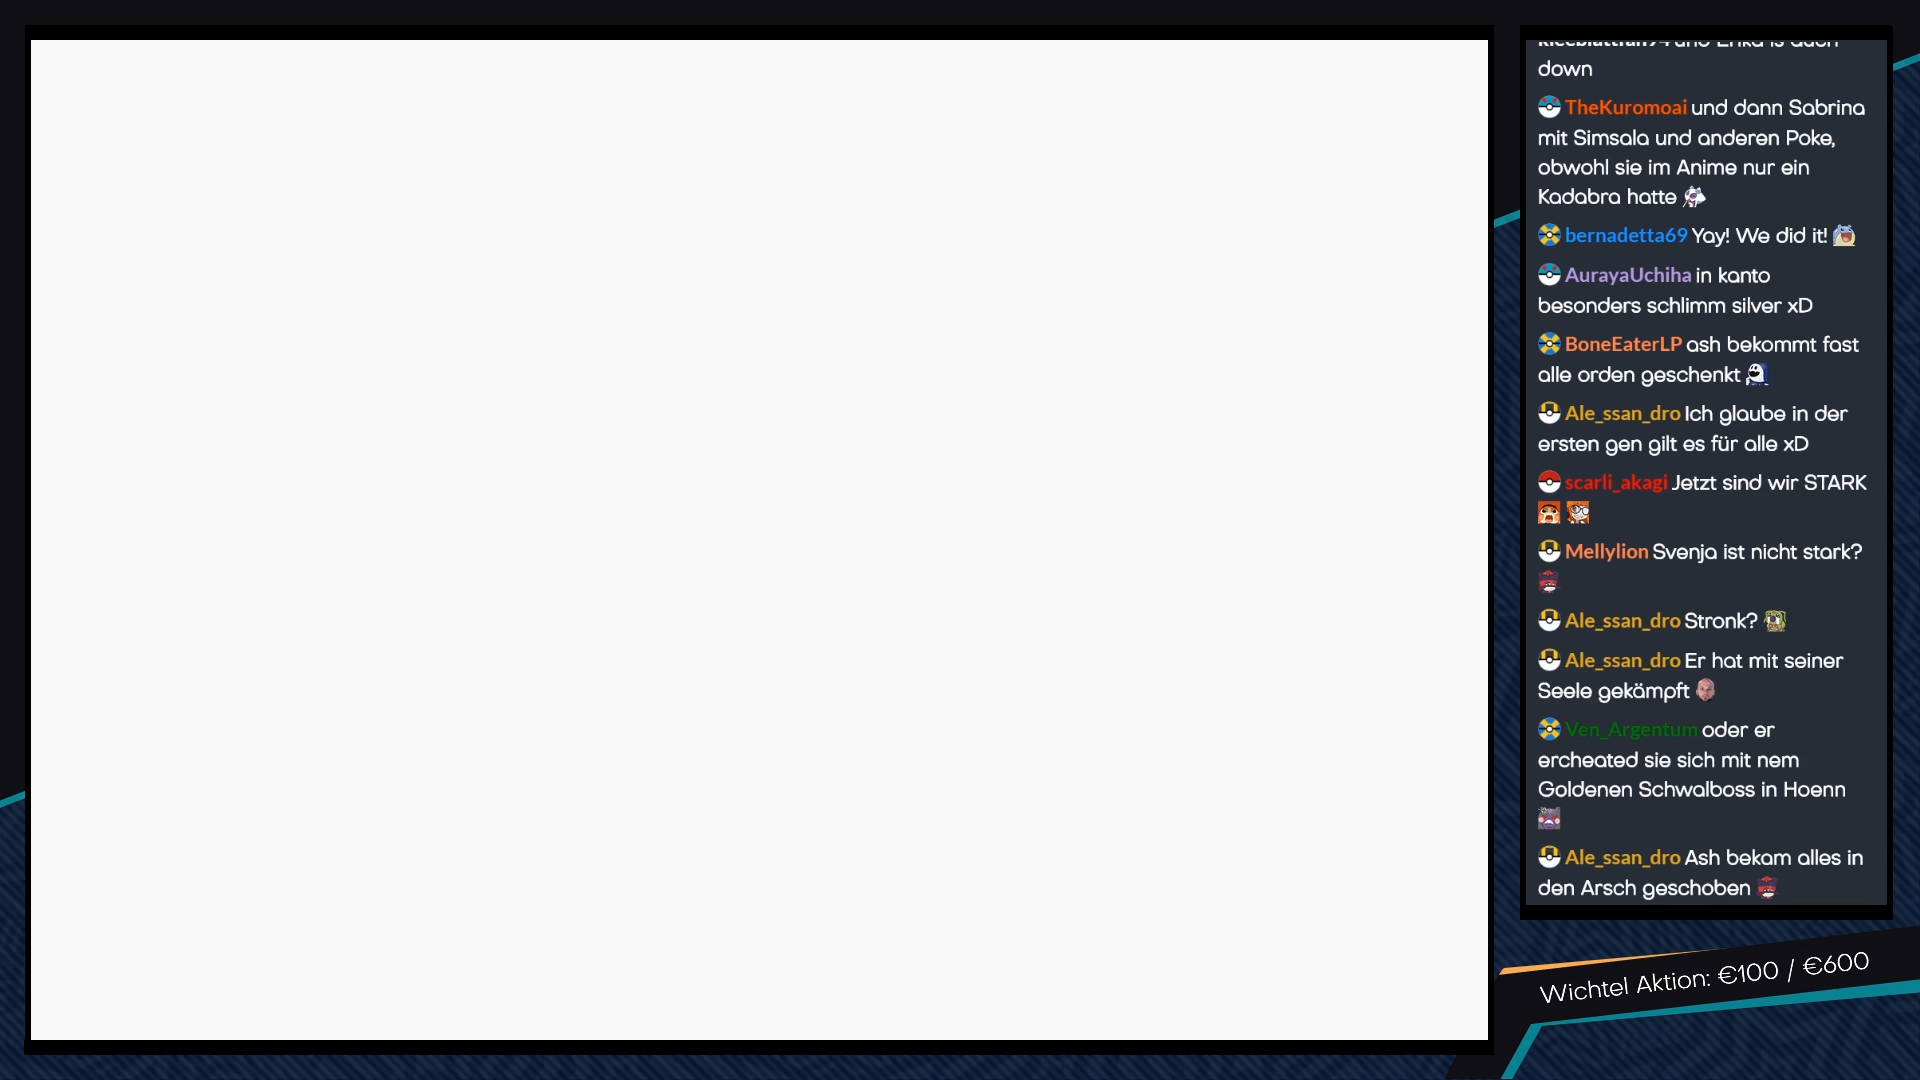 down
TheKuromoai und dann Sabrina
mit Simsala und anderen Poke,
obwohl sie im Anime nur ein
Kadabra hatte
bernadetta69 Yay! We did it!
AurayaUchiha in kanto
besonders schlimm silver xD
BoneEaterLP ash bekommt fast
alle orden geschenkt
Ale_ssan_dro Ich glaube in der
ersten gen gilt es für alle xD
scarli_akagi Jetzt sind wir STARK
Mellylion Svenja ist nicht stark?
Ale_ssan_dro Stronk?
Ale_ssan_dro Er hat mit seiner
Seele gekämpft
Ven_Argentum oder er
ercheated sie sich mit nem
Goldenen Schwalboss in Hoenn
Ale_ssan_dro Ash bekam alles in
den Arsch geschoben
Wichtel Aktion: €100 / €600